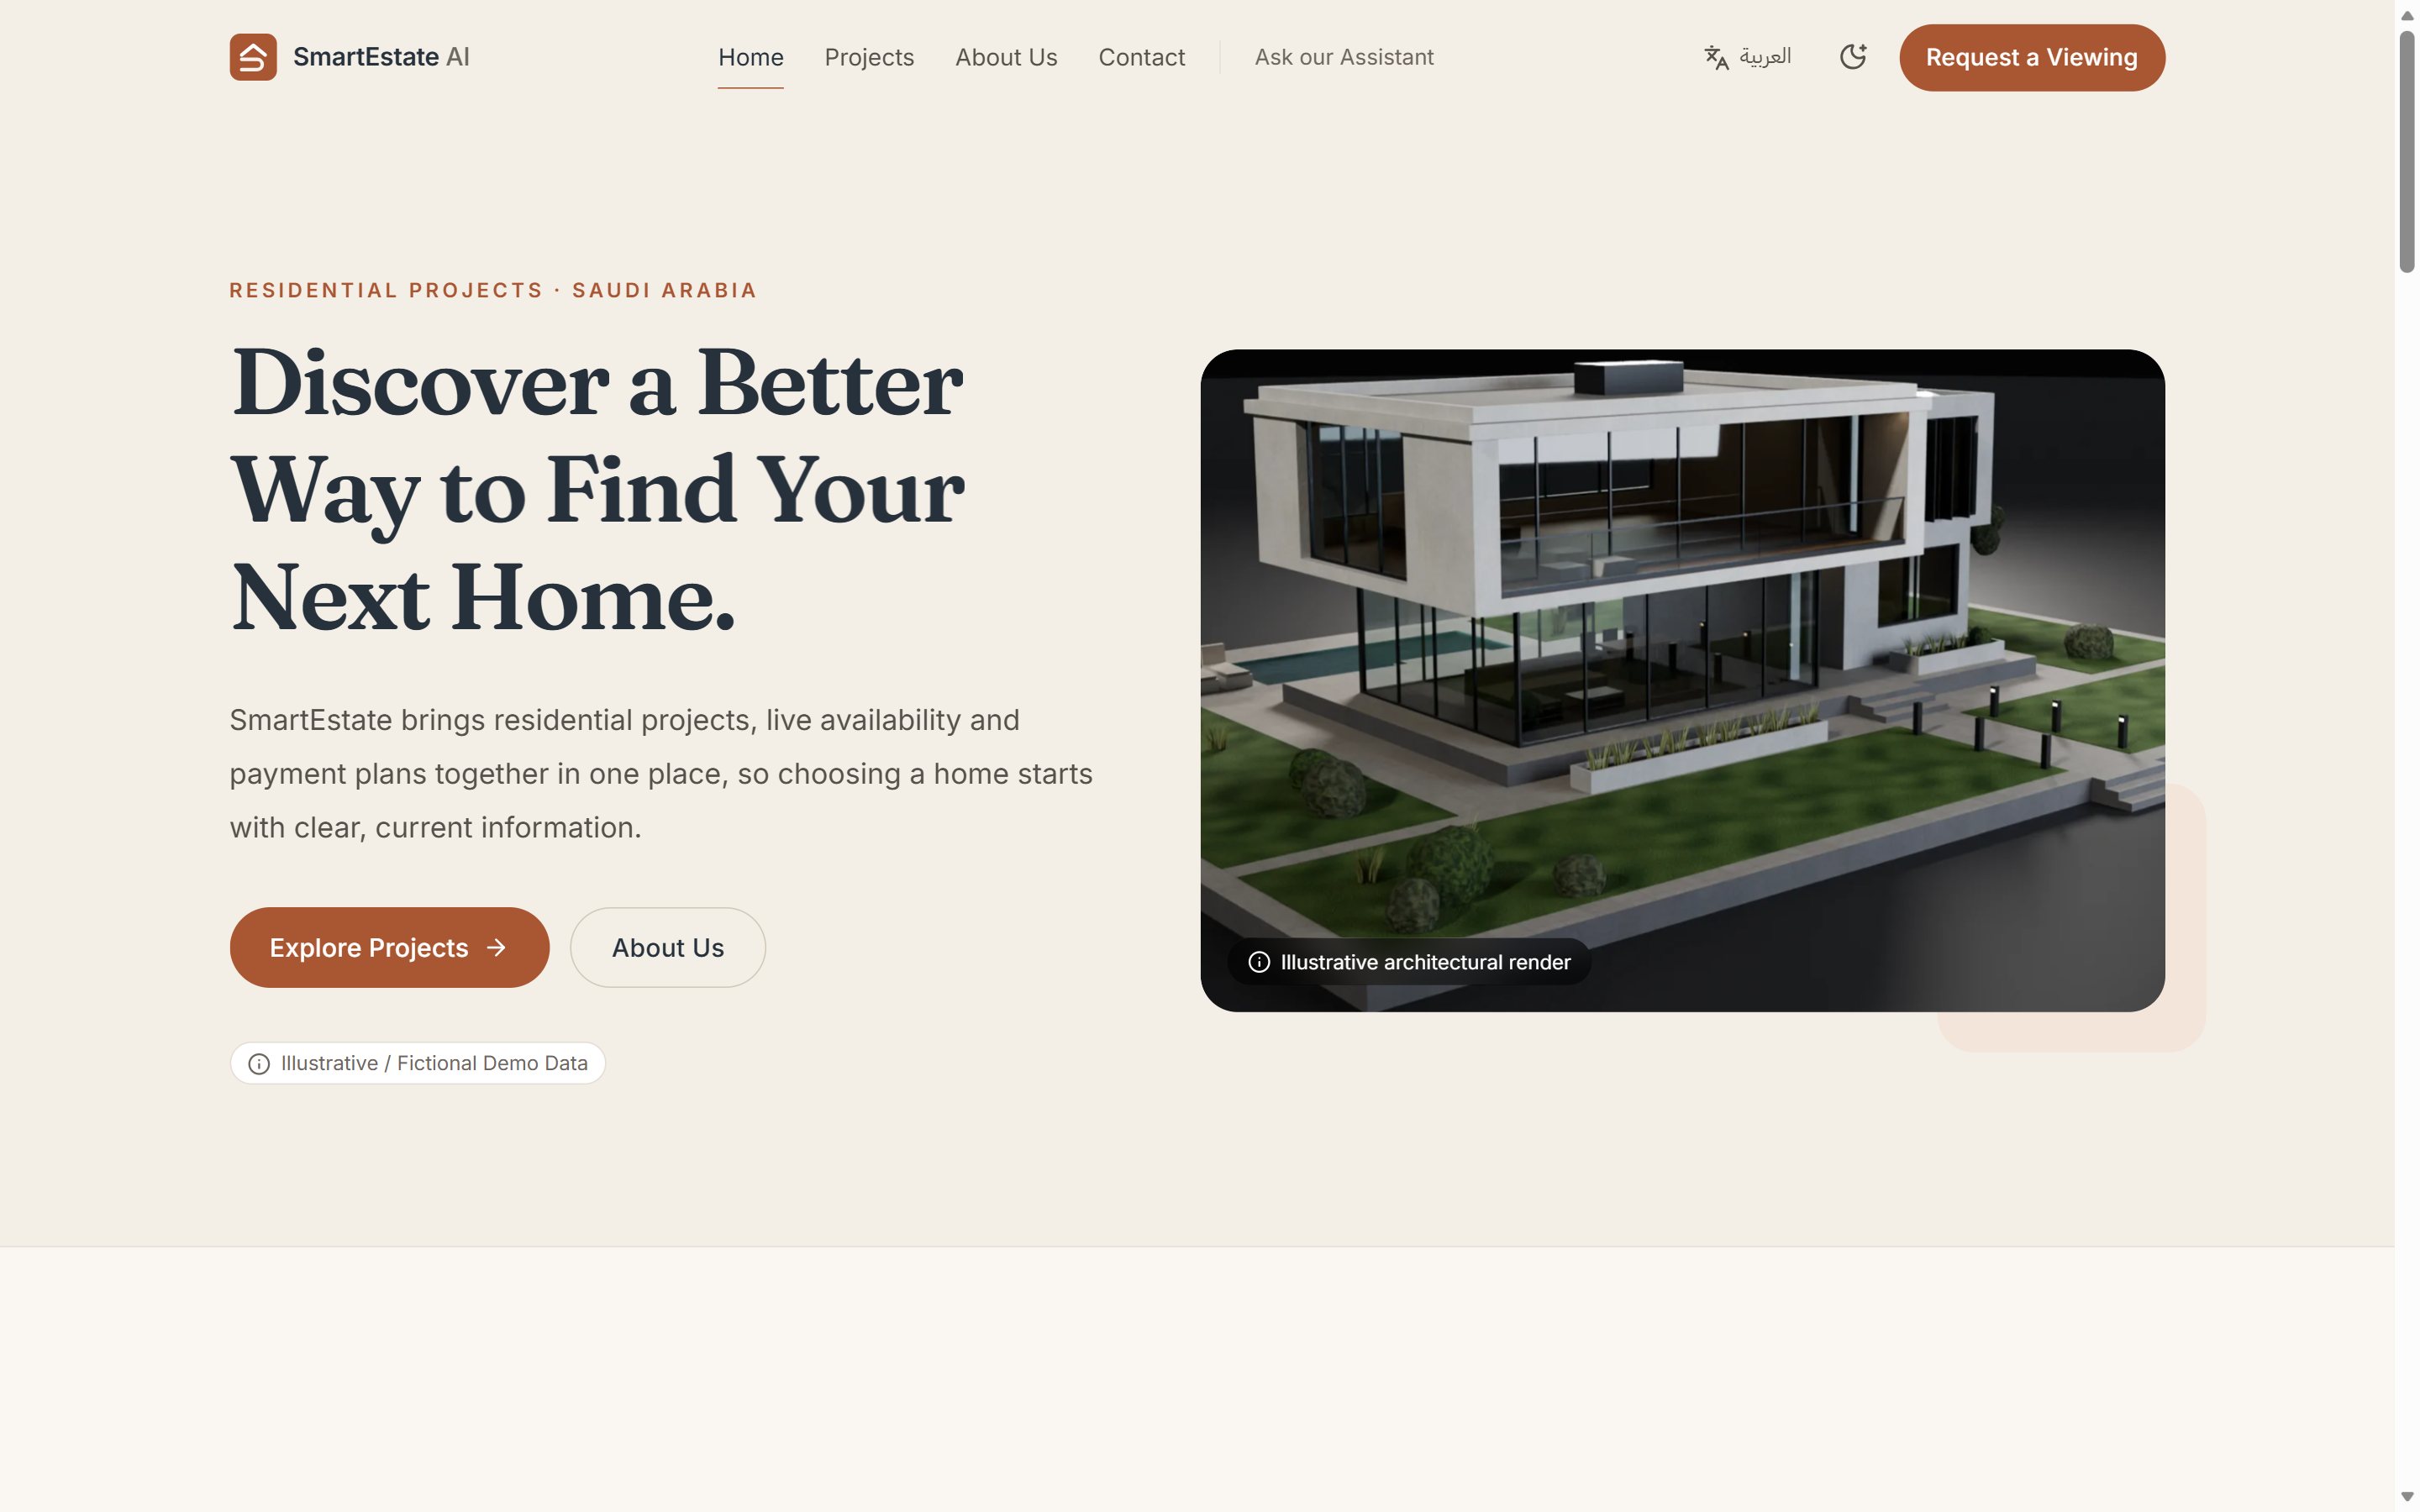 SmartEstate AI
Home
Projects
About Us
Contact
Ask our Assistant
العربية
Request a Viewing
RESIDENTIAL PROJECTS · SAUDI ARABIA
Discover a Better
Way to Find Your
Next Home.
SmartEstate brings residential projects, live availability and
payment plans together in one place, so choosing a home starts
with clear, current information.
Explore Projects →
About Us
Illustrative / Fictional Demo Data
Illustrative architectural render